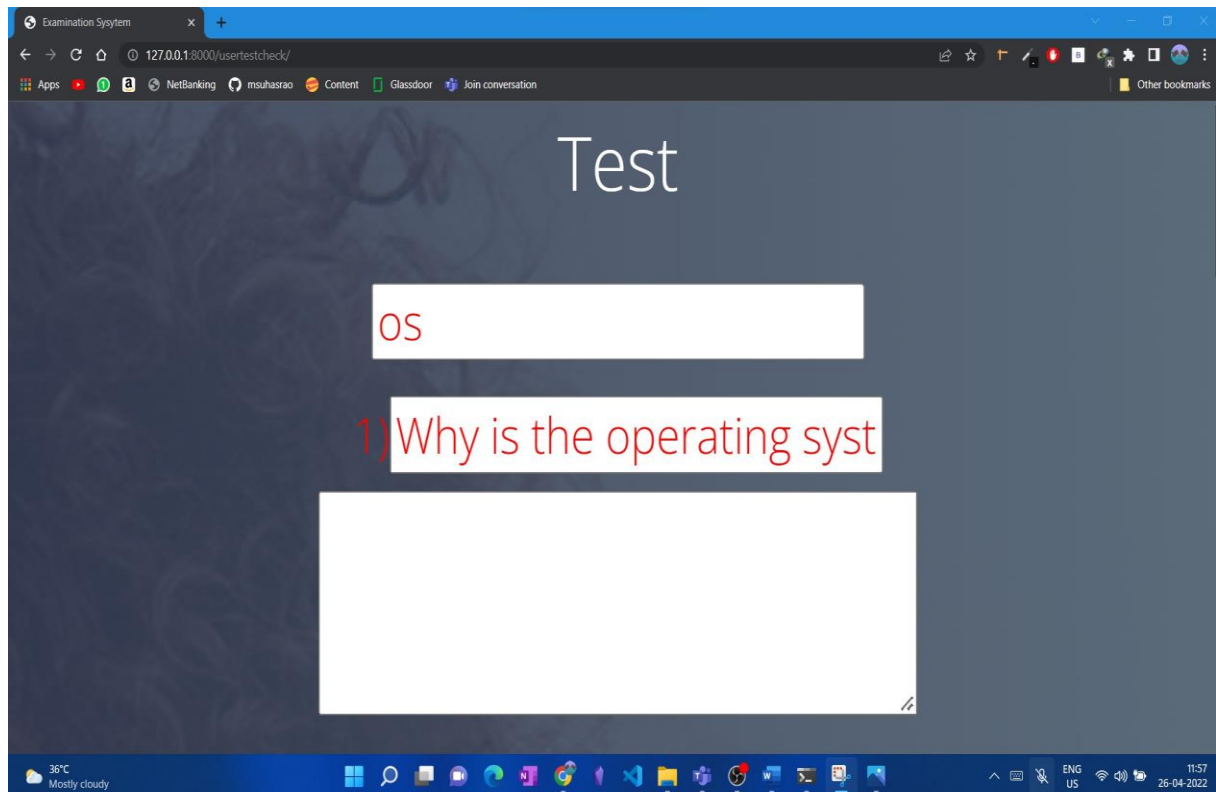 Examination Sysytem
127.0.0.1:8000/usertestcheck/
Apps NetBanking msuhasrao Content Glassdoor Join conversation Other bookmarks
Test
os
1)Why is the operating syst
36°C
Mostly cloudy
ENG
US
11:57
26-04-2022